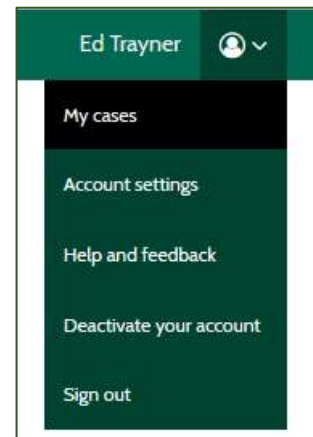 Ed Trayner
My cases
Account settings
Help and feedback
Deactivate your account
Sign out